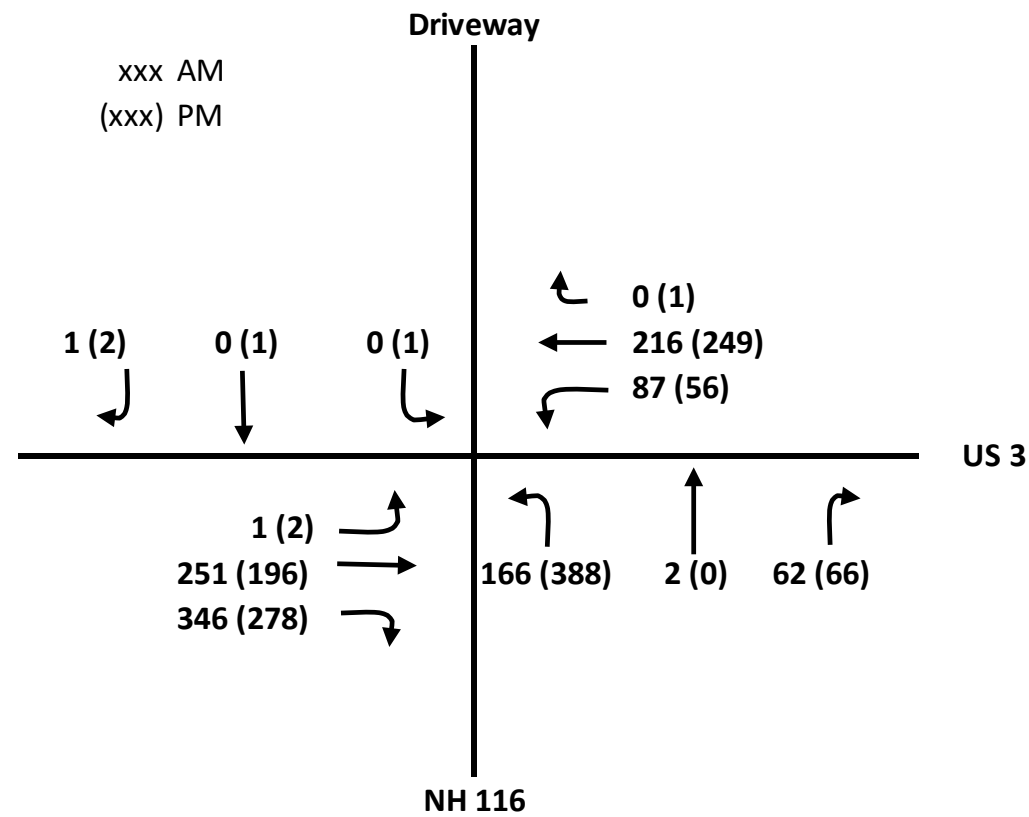 Driveway
xxx AM
(xxx) PM
0 (1)
1 (2) 0 (1) 0 (1) 216 (249)
87 (56)
US 3
1 (2)
251 (196) 166 (388) 2 (0) 62 (66)
346 (278)
NH 116